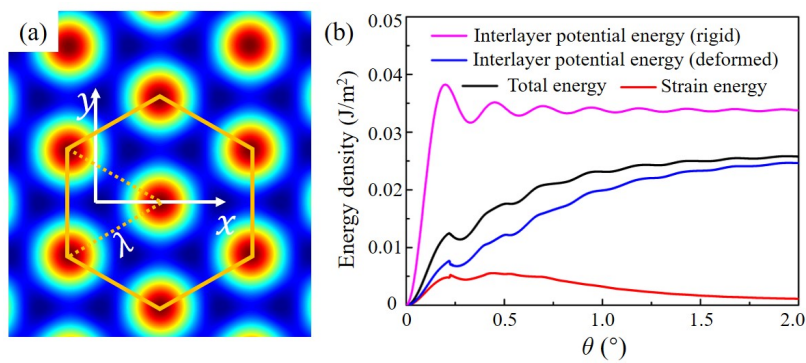 (a)
y
x
λ
(b)
Interlayer potential energy (rigid)
Interlayer potential energy (deformed)
Total energy
Strain energy
Energy density (J/m²)
0.05
0.04
0.03
0.02
0.01
0
0 0.5 1.0 1.5 2.0
θ (°)